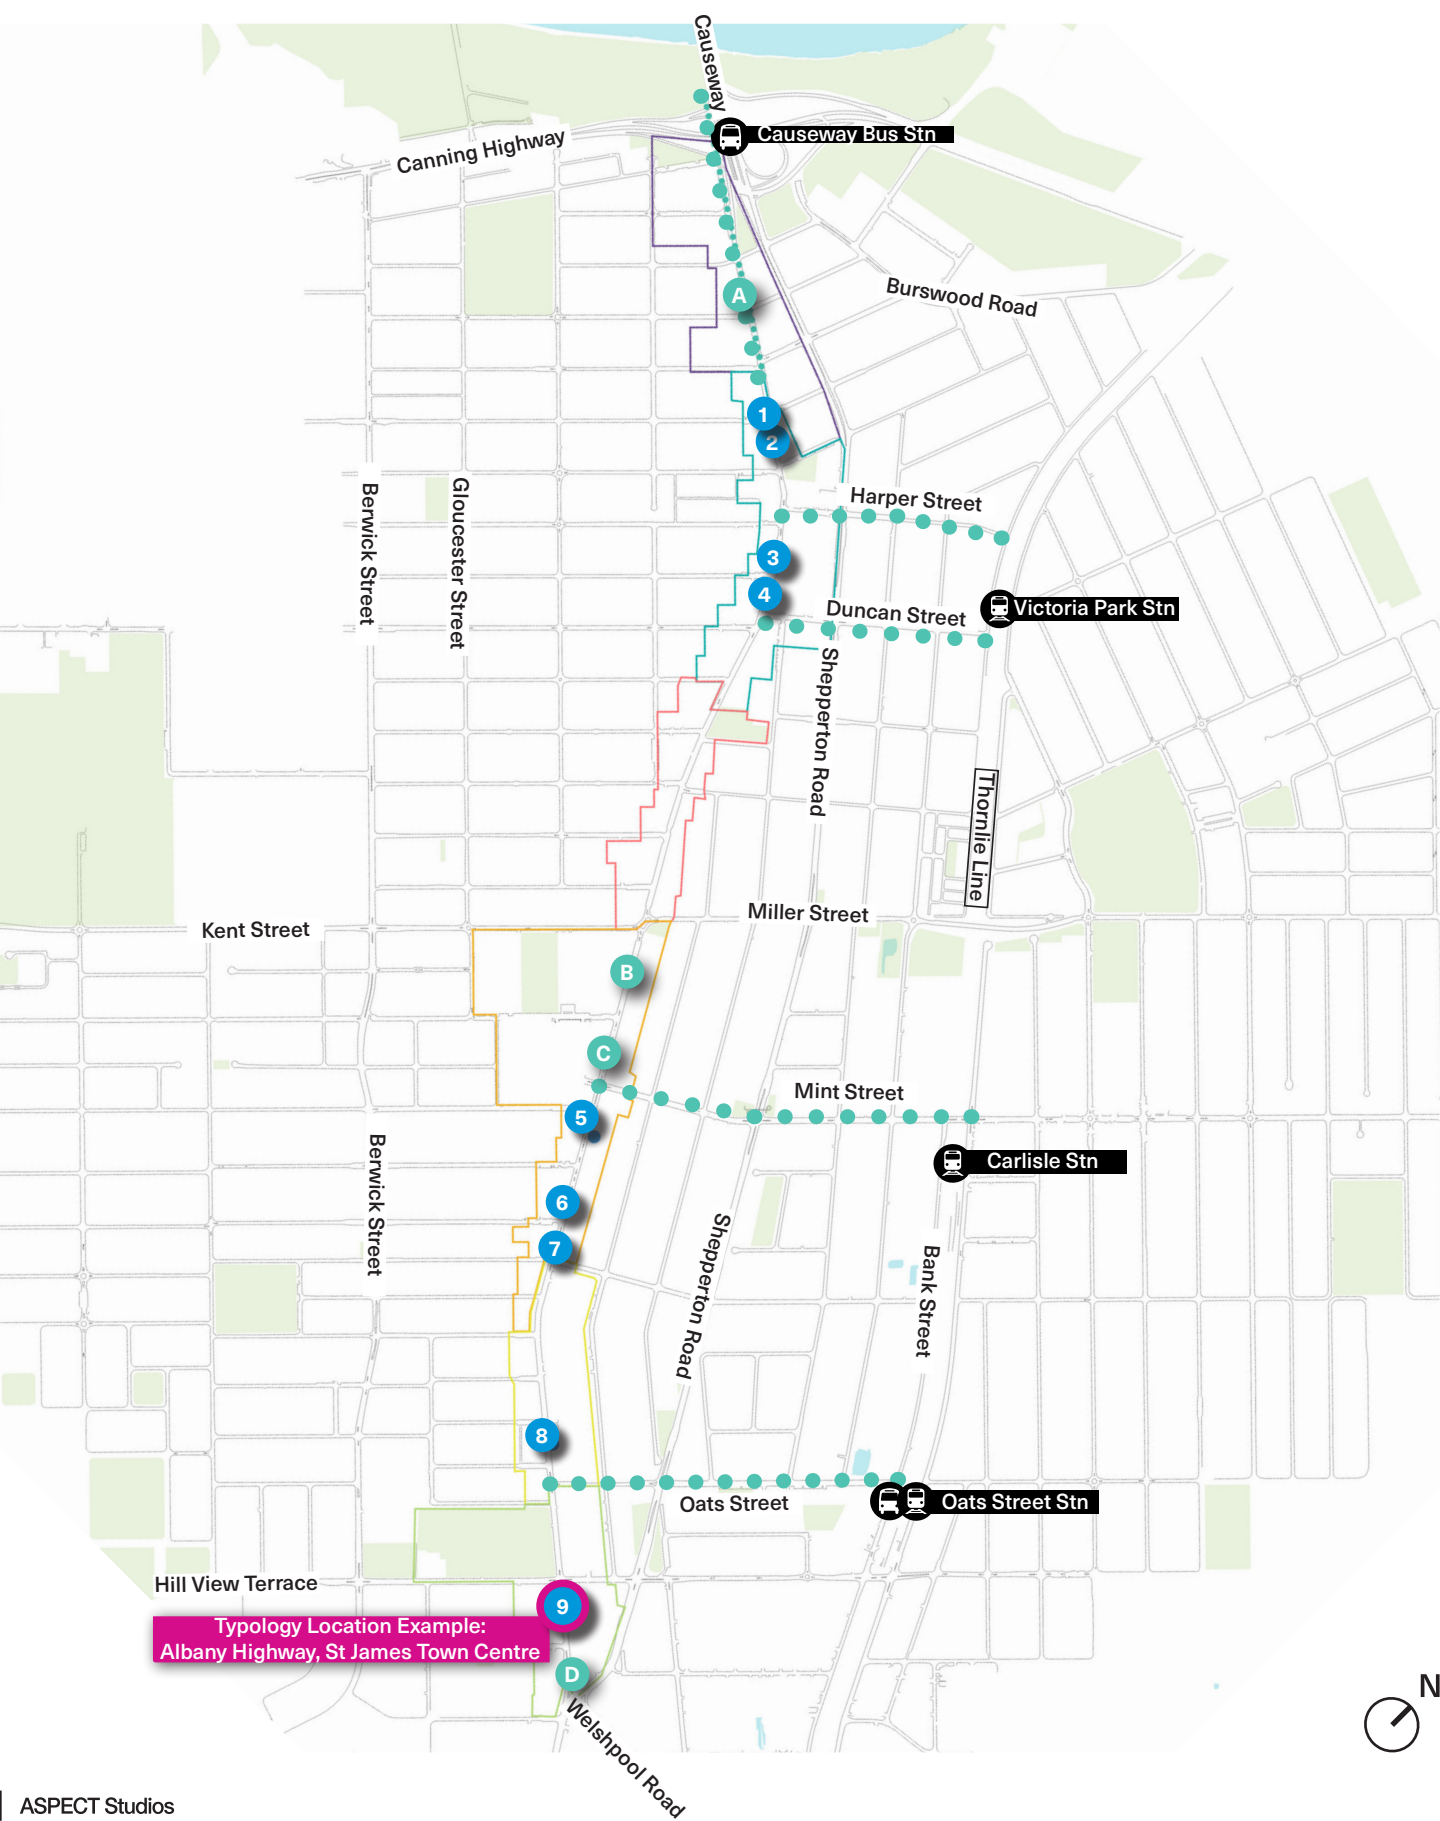 Causeway
Causeway Bus Stn
Canning Highway
A
Burswood Road
1
2
Berwick Street
Gloucester Street
Harper Street
3
4
Duncan Street
Victoria Park Stn
Shepperton Road
Thornlie Line
Miller Street
Kent Street
B
C
Mint Street
5
Carlisle Stn
Berwick Street
6
7
Shepperton Road
Bank Street
8
Oats Street
Oats Street Stn
Hill View Terrace
9
Typology Location Example:
Albany Highway, St James Town Centre
D
Welshpool Road
N
ASPECT Studios